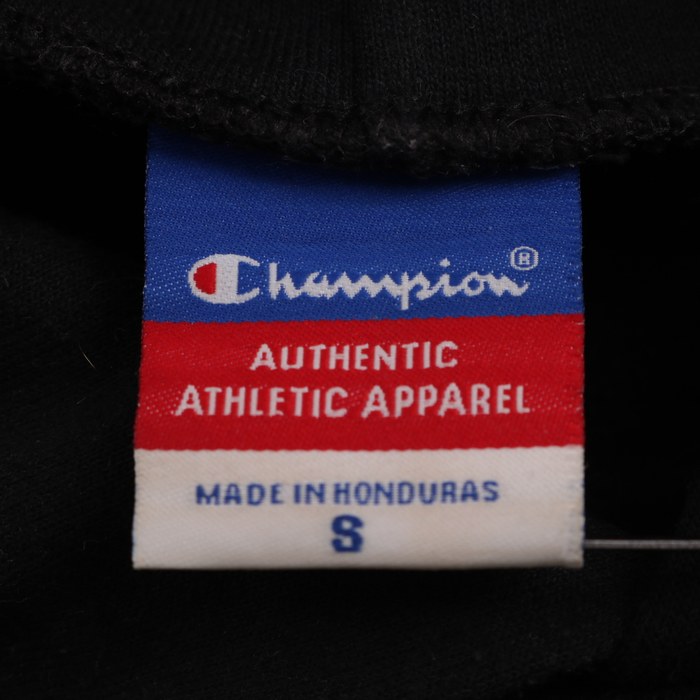 Champion®
AUTHENTIC
ATHLETIC APPAREL
MADE IN HONDURAS
S